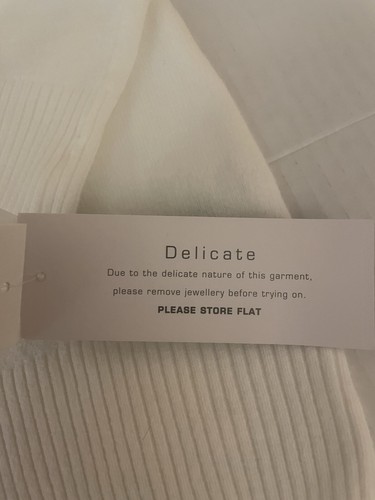 Delicate
Due to the delicate nature of this garment,
please remove jewellery before trying on.
PLEASE STORE FLAT